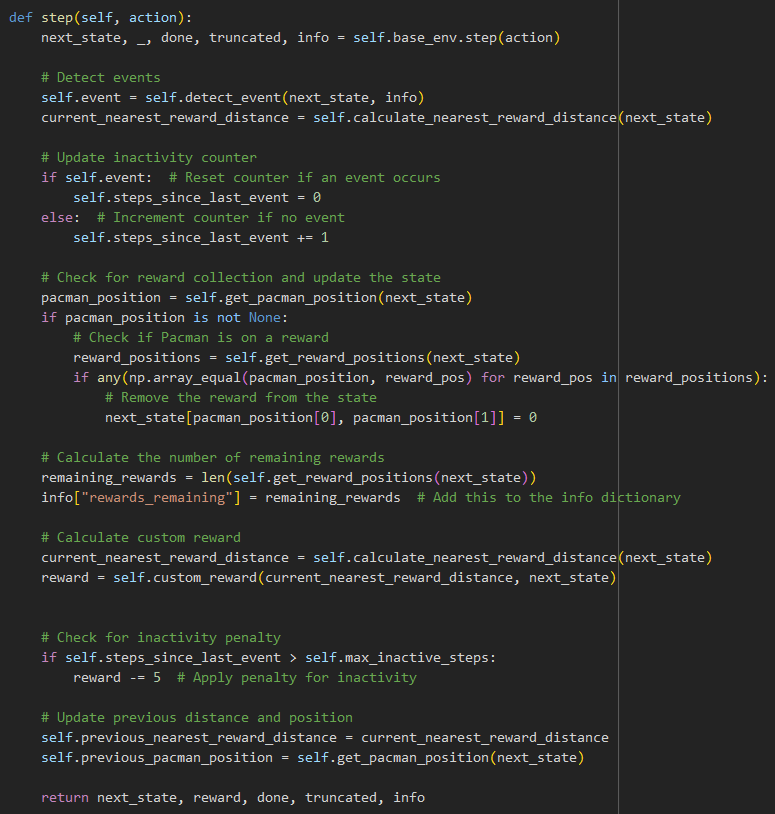 def step(self, action):
    next_state, _, done, truncated, info = self.base_env.step(action)

    # Detect events
    self.event = self.detect_event(next_state, info)
    current_nearest_reward_distance = self.calculate_nearest_reward_distance(next_state)

    # Update inactivity counter
    if self.event:  # Reset counter if an event occurs
        self.steps_since_last_event = 0
    else:  # Increment counter if no event
        self.steps_since_last_event += 1

    # Check for reward collection and update the state
    pacman_position = self.get_pacman_position(next_state)
    if pacman_position is not None:
        # Check if Pacman is on a reward
        reward_positions = self.get_reward_positions(next_state)
        if any(np.array_equal(pacman_position, reward_pos) for reward_pos in reward_positions):
            # Remove the reward from the state
            next_state[pacman_position[0], pacman_position[1]] = 0

    # Calculate the number of remaining rewards
    remaining_rewards = len(self.get_reward_positions(next_state))
    info["rewards_remaining"] = remaining_rewards  # Add this to the info dictionary

    # Calculate custom reward
    current_nearest_reward_distance = self.calculate_nearest_reward_distance(next_state)
    reward = self.custom_reward(current_nearest_reward_distance, next_state)


    # Check for inactivity penalty
    if self.steps_since_last_event > self.max_inactive_steps:
        reward -= 5  # Apply penalty for inactivity

    # Update previous distance and position
    self.previous_nearest_reward_distance = current_nearest_reward_distance
    self.previous_pacman_position = self.get_pacman_position(next_state)

    return next_state, reward, done, truncated, info